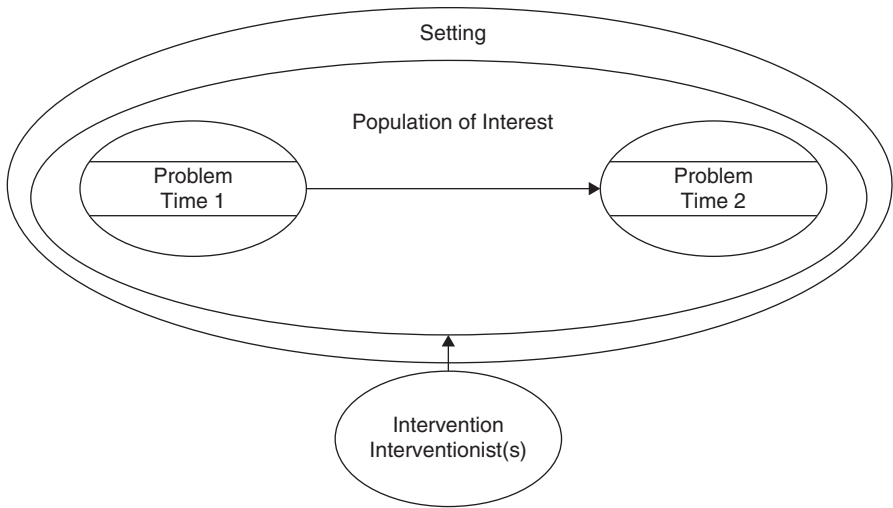 Setting
Population of Interest
Problem
Time 1
Problem
Time 2
Intervention
Interventionist(s)